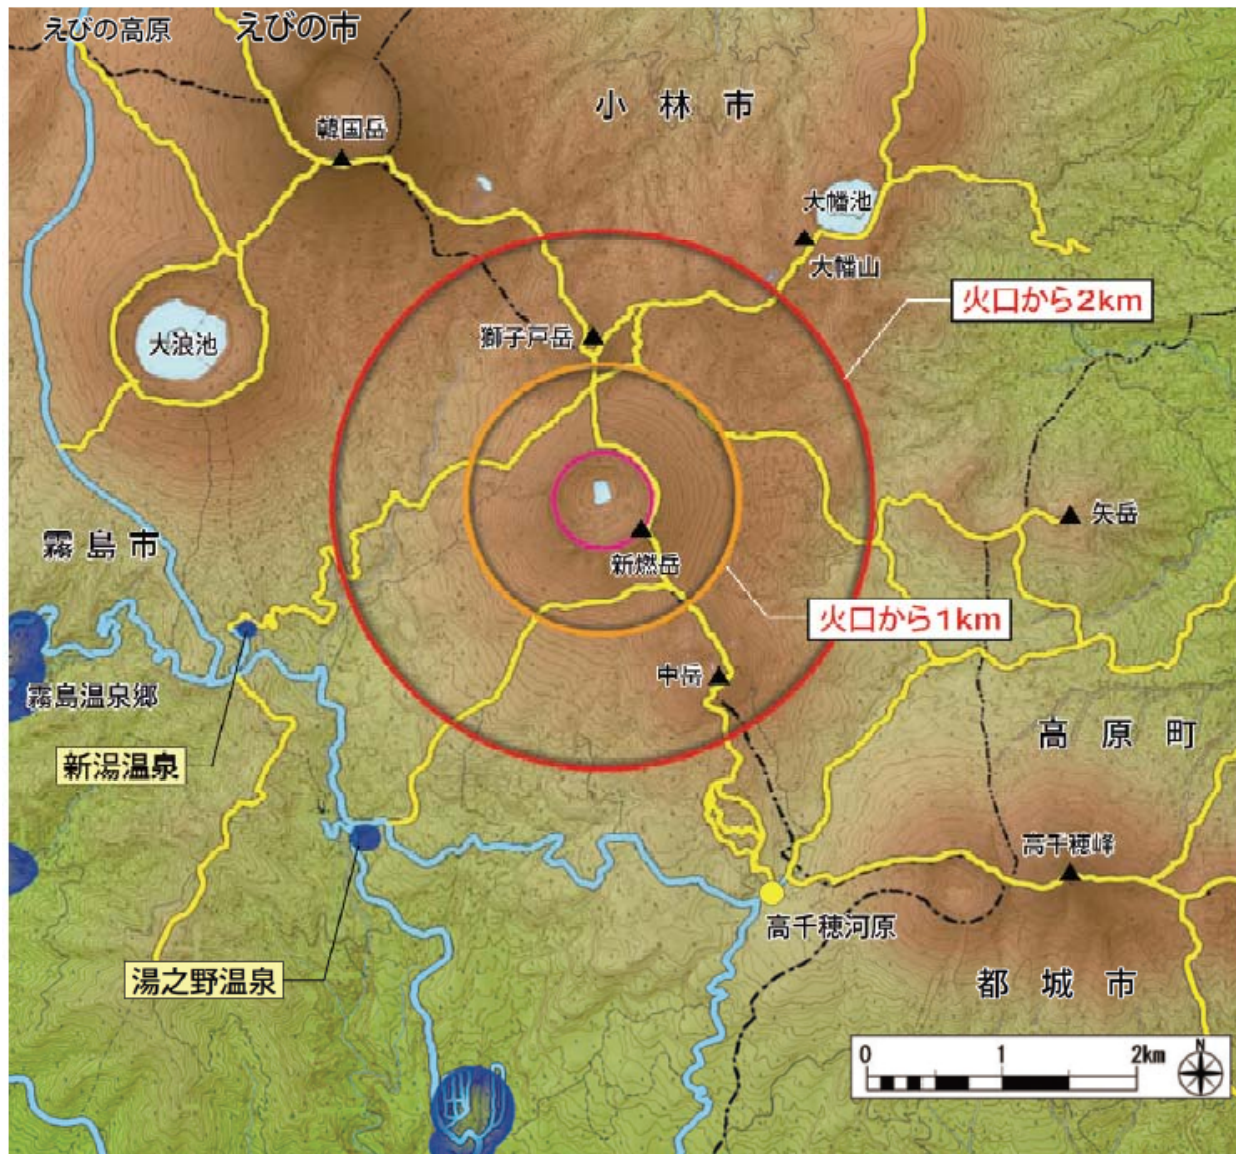 えびの高原
えびの市
小林市
韓国岳
大幡池
大幡山
火口から2km
獅子戸岳
大浪池
矢岳
霧島市
新燃岳
火口から1km
中岳
霧島温泉郷
高原町
新湯温泉
高千穂峰
高千穂河原
湯之野温泉
都城市
0 1 2km
N